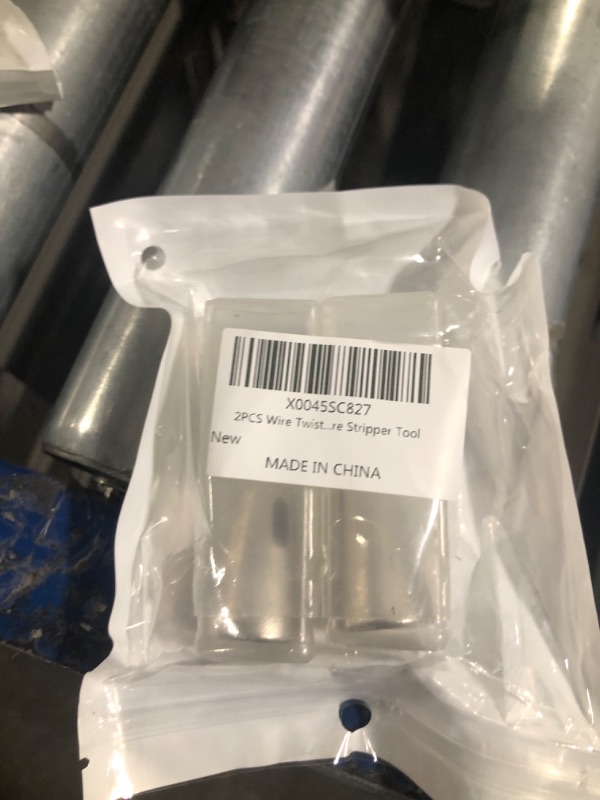 X0045SC827
2PCS Wire Twist...re Stripper Tool
New
MADE IN CHINA